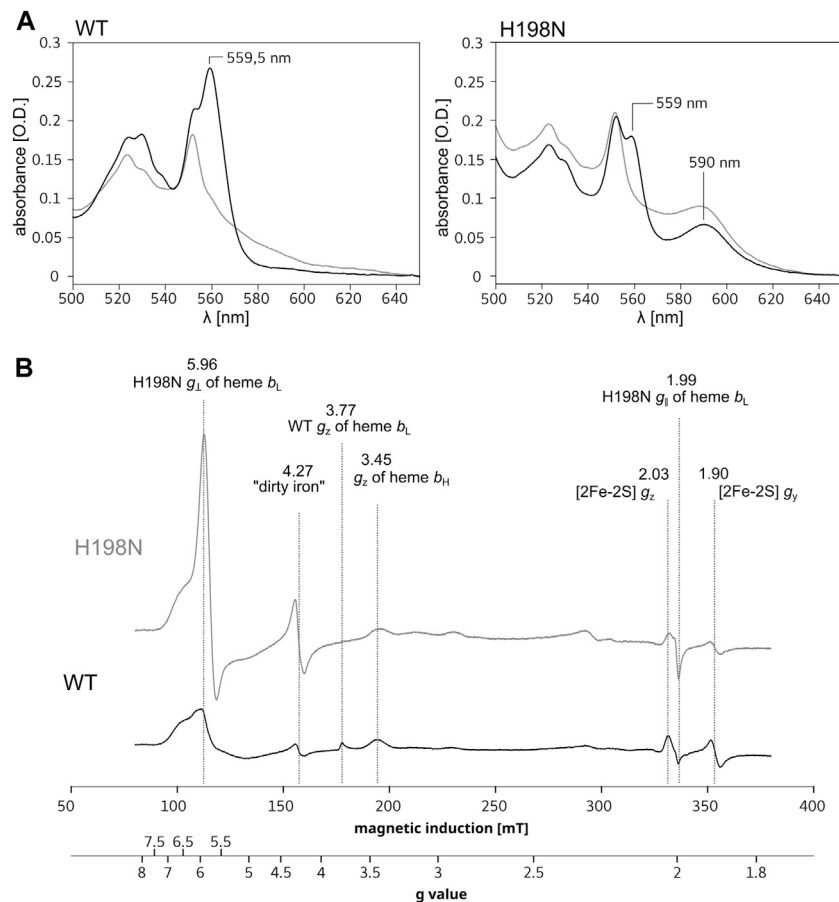 A
WT
H198N
0.3
0.25
0.2
0.15
0.1
0.05
0
absorbance [O.D.]
559,5 nm
500 520 540 560 580 600 620 640
λ [nm]
0.3
0.25
0.2
0.15
0.1
0.05
0
absorbance [O.D.]
559 nm
590 nm
500 520 540 560 580 600 620 640
λ [nm]
B
5.96
H198N g⊥ of heme bL
3.77
WT gz of heme bL
4.27
"dirty iron"
3.45
gz of heme bH
1.99
H198N g∥ of heme bL
2.03
[2Fe-2S] gz
1.90
[2Fe-2S] gy
H198N
WT
50 100 150 200 250 300 350 400
magnetic induction [mT]
7.5 6.5 5.5
8 7 6 5 4.5 4 3.5 3 2.5 2 1.8
g value